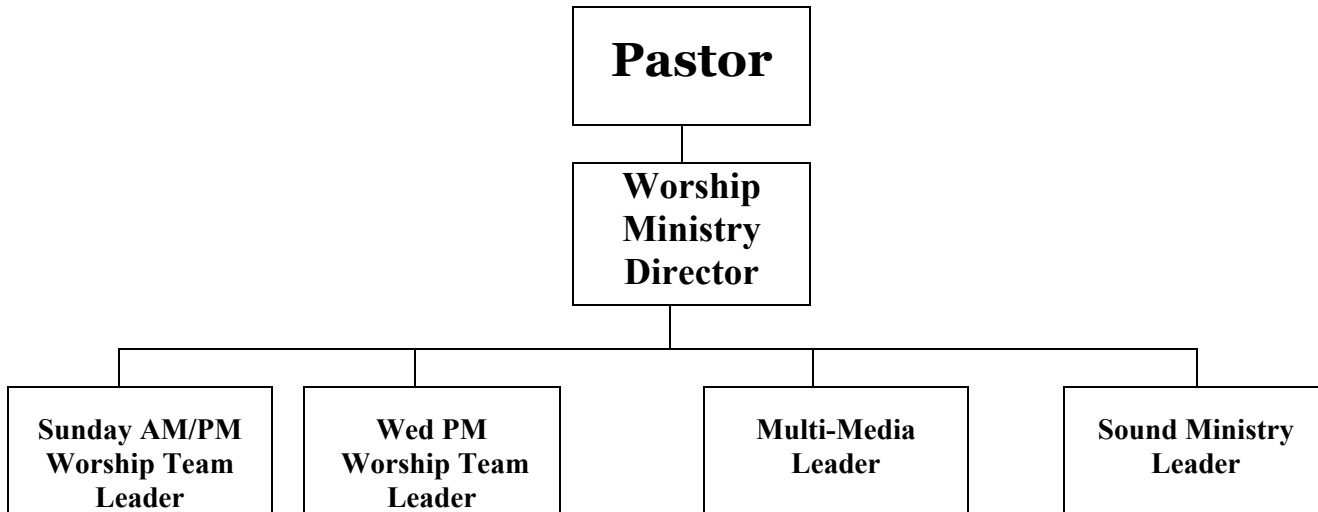 Pastor
Worship
Ministry
Director
Sunday AM/PM
Worship Team
Leader
Wed PM
Worship Team
Leader
Multi-Media
Leader
Sound Ministry
Leader